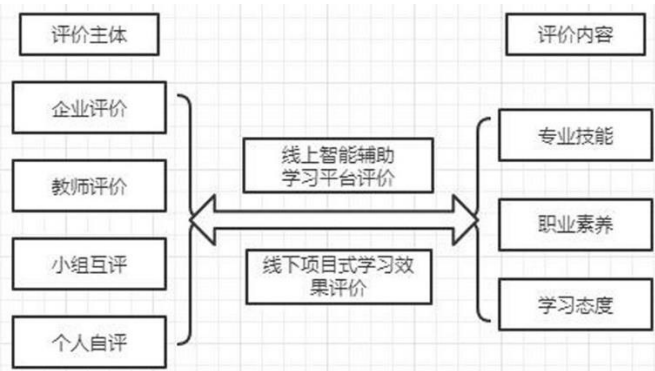 评价主体
评价内容
企业评价
教师评价
小组互评
个人自评
线上智能辅助
学习平台评价
线下项目式学习效
果评价
专业技能
职业素养
学习态度